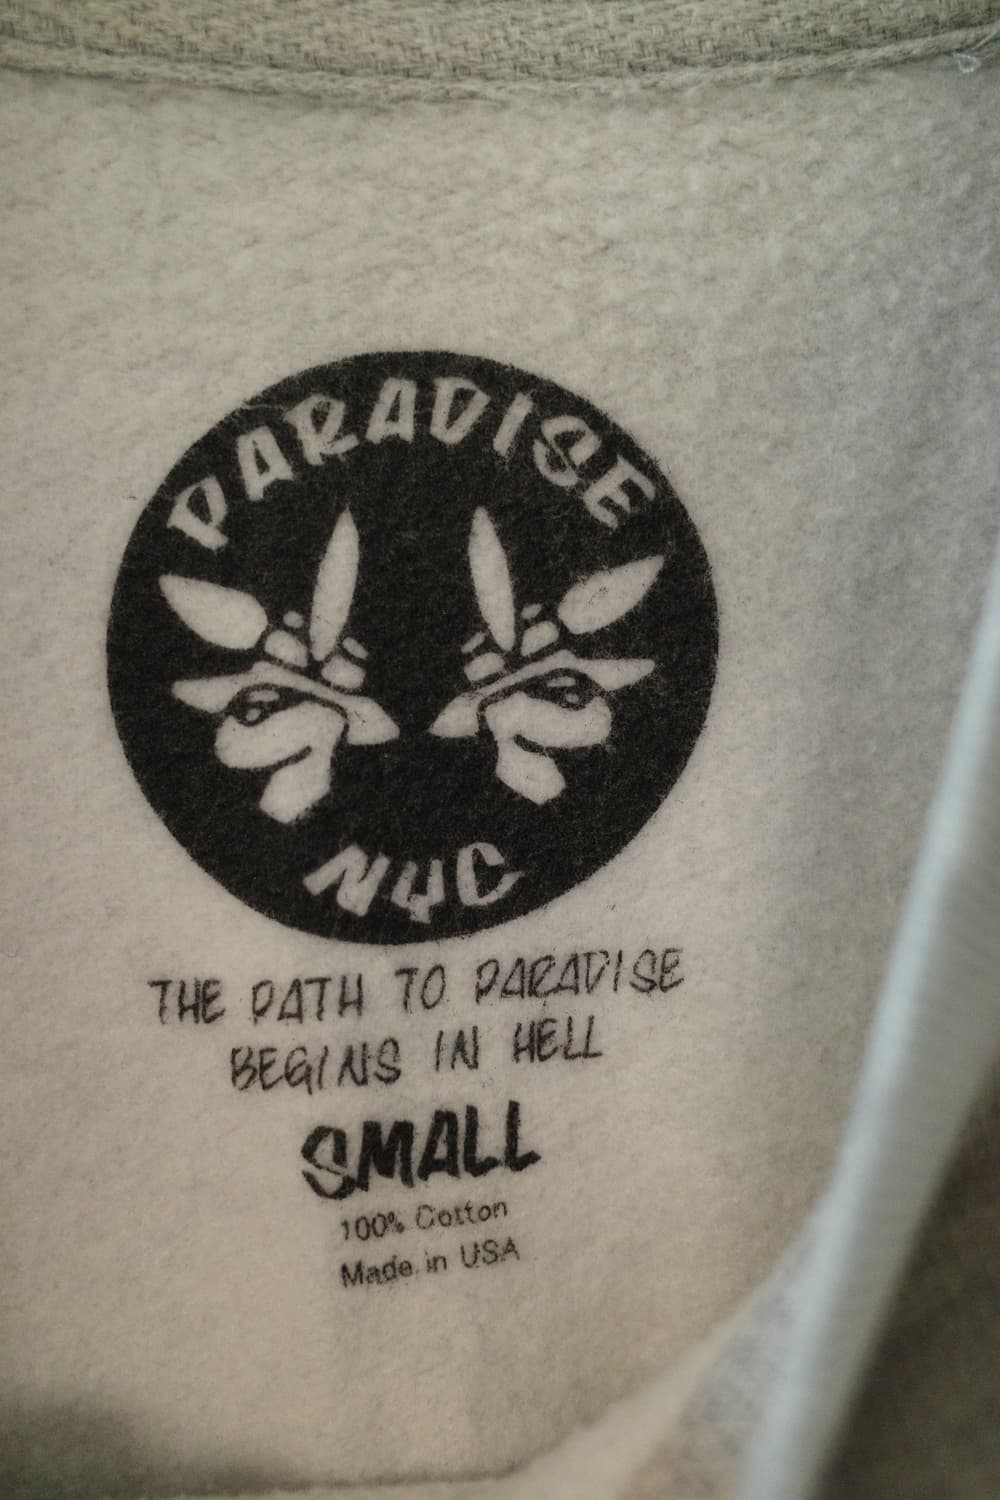 PARADISE
NYC
THE PATH TO PARADISE
BEGINS IN HELL
SMALL
100% Cotton
Made in USA